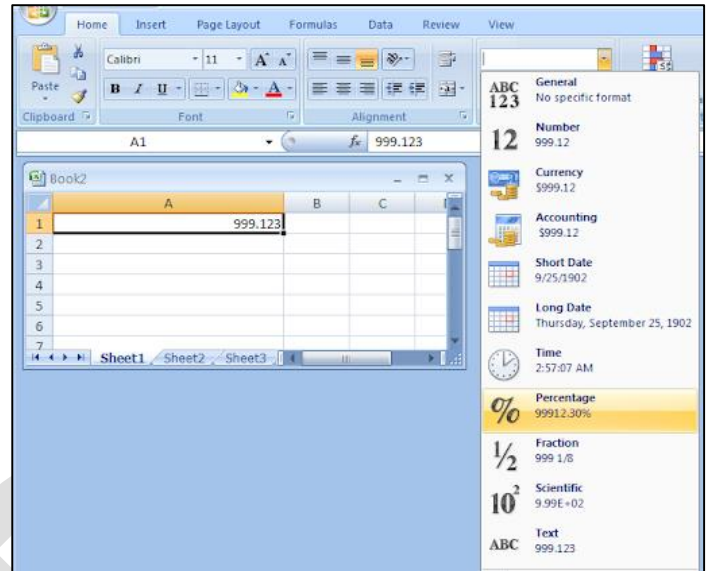 Home Insert Page Layout Formulas Data Review View
Calibri 11 A A
Paste B I U A
Clipboard Font Alignment
A1 fx 999.123
Book2
A B C
1 999.123
2
3
4
5
6
7
Sheet1 Sheet2 Sheet3
ABC 123 General
No specific format
12 Number
999.12
Currency
$999.12
Accounting
$999.12
Short Date
9/25/1902
Long Date
Thursday, September 25, 1902
Time
2:57:07 AM
% Percentage
99912.30%
1/2 Fraction
999 1/8
10² Scientific
9.99E+02
ABC Text
999.123